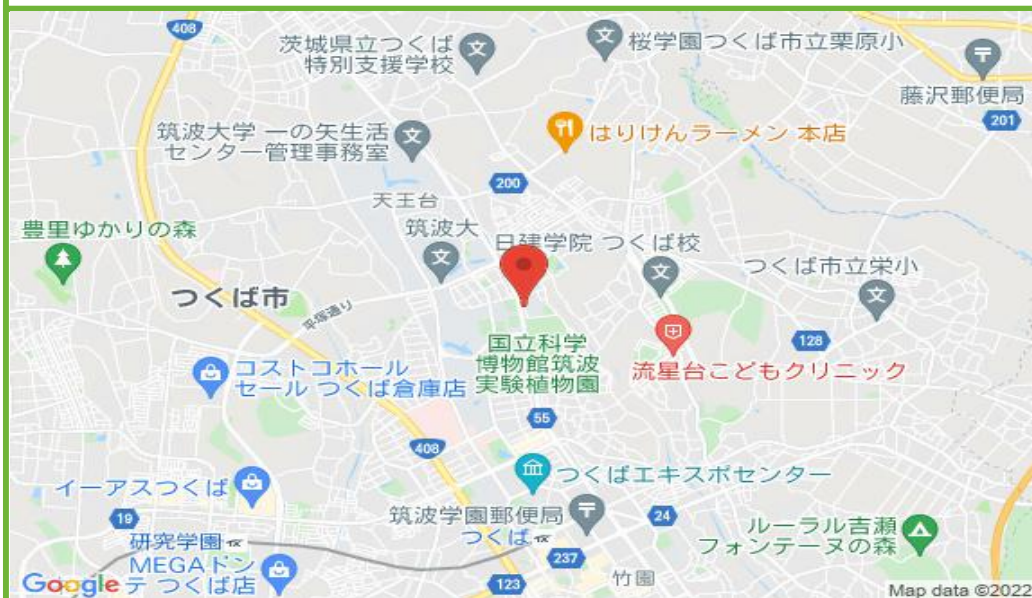 408
茨城県立つくば
特別支援学校
桜学園つくば市立栗原小
藤沢郵便局
201
筑波大学 一の矢生活
センター管理事務室
はりけんラーメン 本店
200
天王台
豊里ゆかりの森
筑波大
日建学院 つくば校
つくば市立栄小
つくば市
平塚通り
国立科学
博物館筑波
実験植物園
128
流星台こどもクリニック
コストコホール
セール つくば倉庫店
55
408
つくばエキスポセンター
イーアスつくば
筑波学園郵便局
つくば
19
24
ルーラル吉瀬
フォンテーヌの森
研究学園
237
MEGAドン
テ つくば店
123
竹園
Google
Map data ©2022